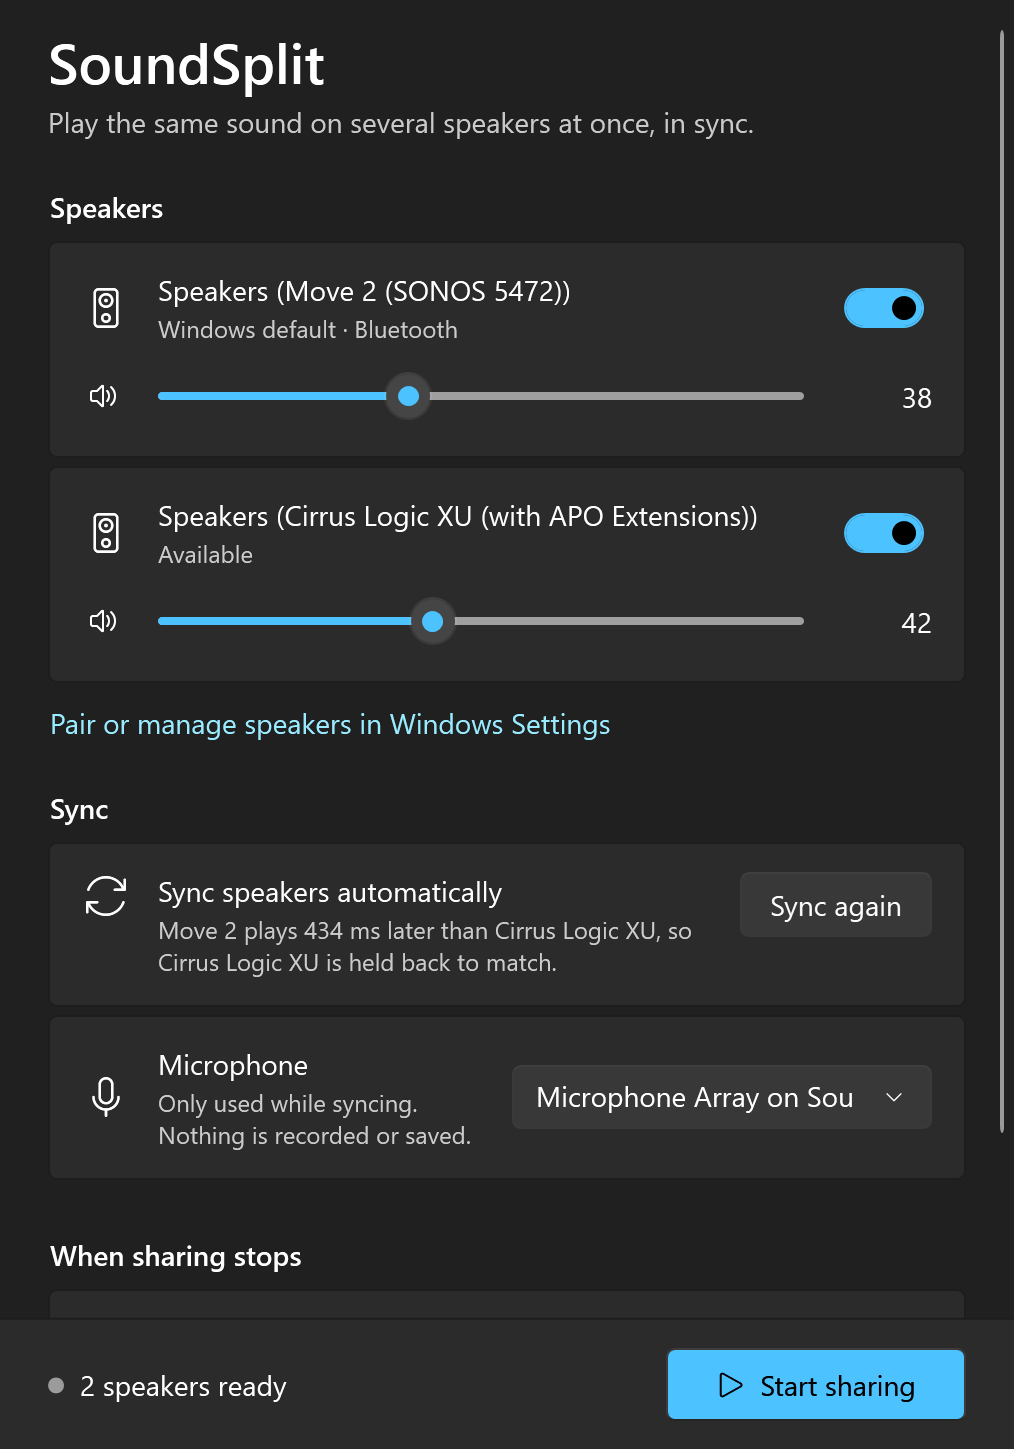 SoundSplit
Play the same sound on several speakers at once, in sync.
Speakers
Speakers (Move 2 (SONOS 5472))
Windows default · Bluetooth
38
Speakers (Cirrus Logic XU (with APO Extensions))
Available
42
Pair or manage speakers in Windows Settings
Sync
Sync speakers automatically
Move 2 plays 434 ms later than Cirrus Logic XU, so
Cirrus Logic XU is held back to match.
Sync again
Microphone
Only used while syncing.
Nothing is recorded or saved.
Microphone Array on Sou
When sharing stops
2 speakers ready
Start sharing